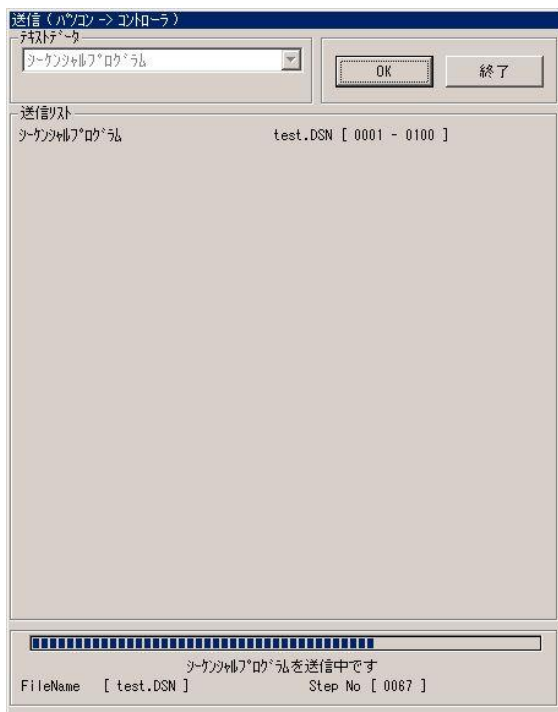 送信 ( ﾊﾟｿｺﾝ -> ｺﾝﾄﾛｰﾗ )
ﾃｷｽﾄﾃﾞｰﾀ
ｼｰｹﾝｼｬﾙﾌﾟﾛｸﾞﾗﾑ
OK
終了
送信ﾘｽﾄ
ｼｰｹﾝｼｬﾙﾌﾟﾛｸﾞﾗﾑ test.DSN [ 0001 - 0100 ]
ｼｰｹﾝｼｬﾙﾌﾟﾛｸﾞﾗﾑを送信中です
FileName [ test.DSN ] Step No [ 0067 ]